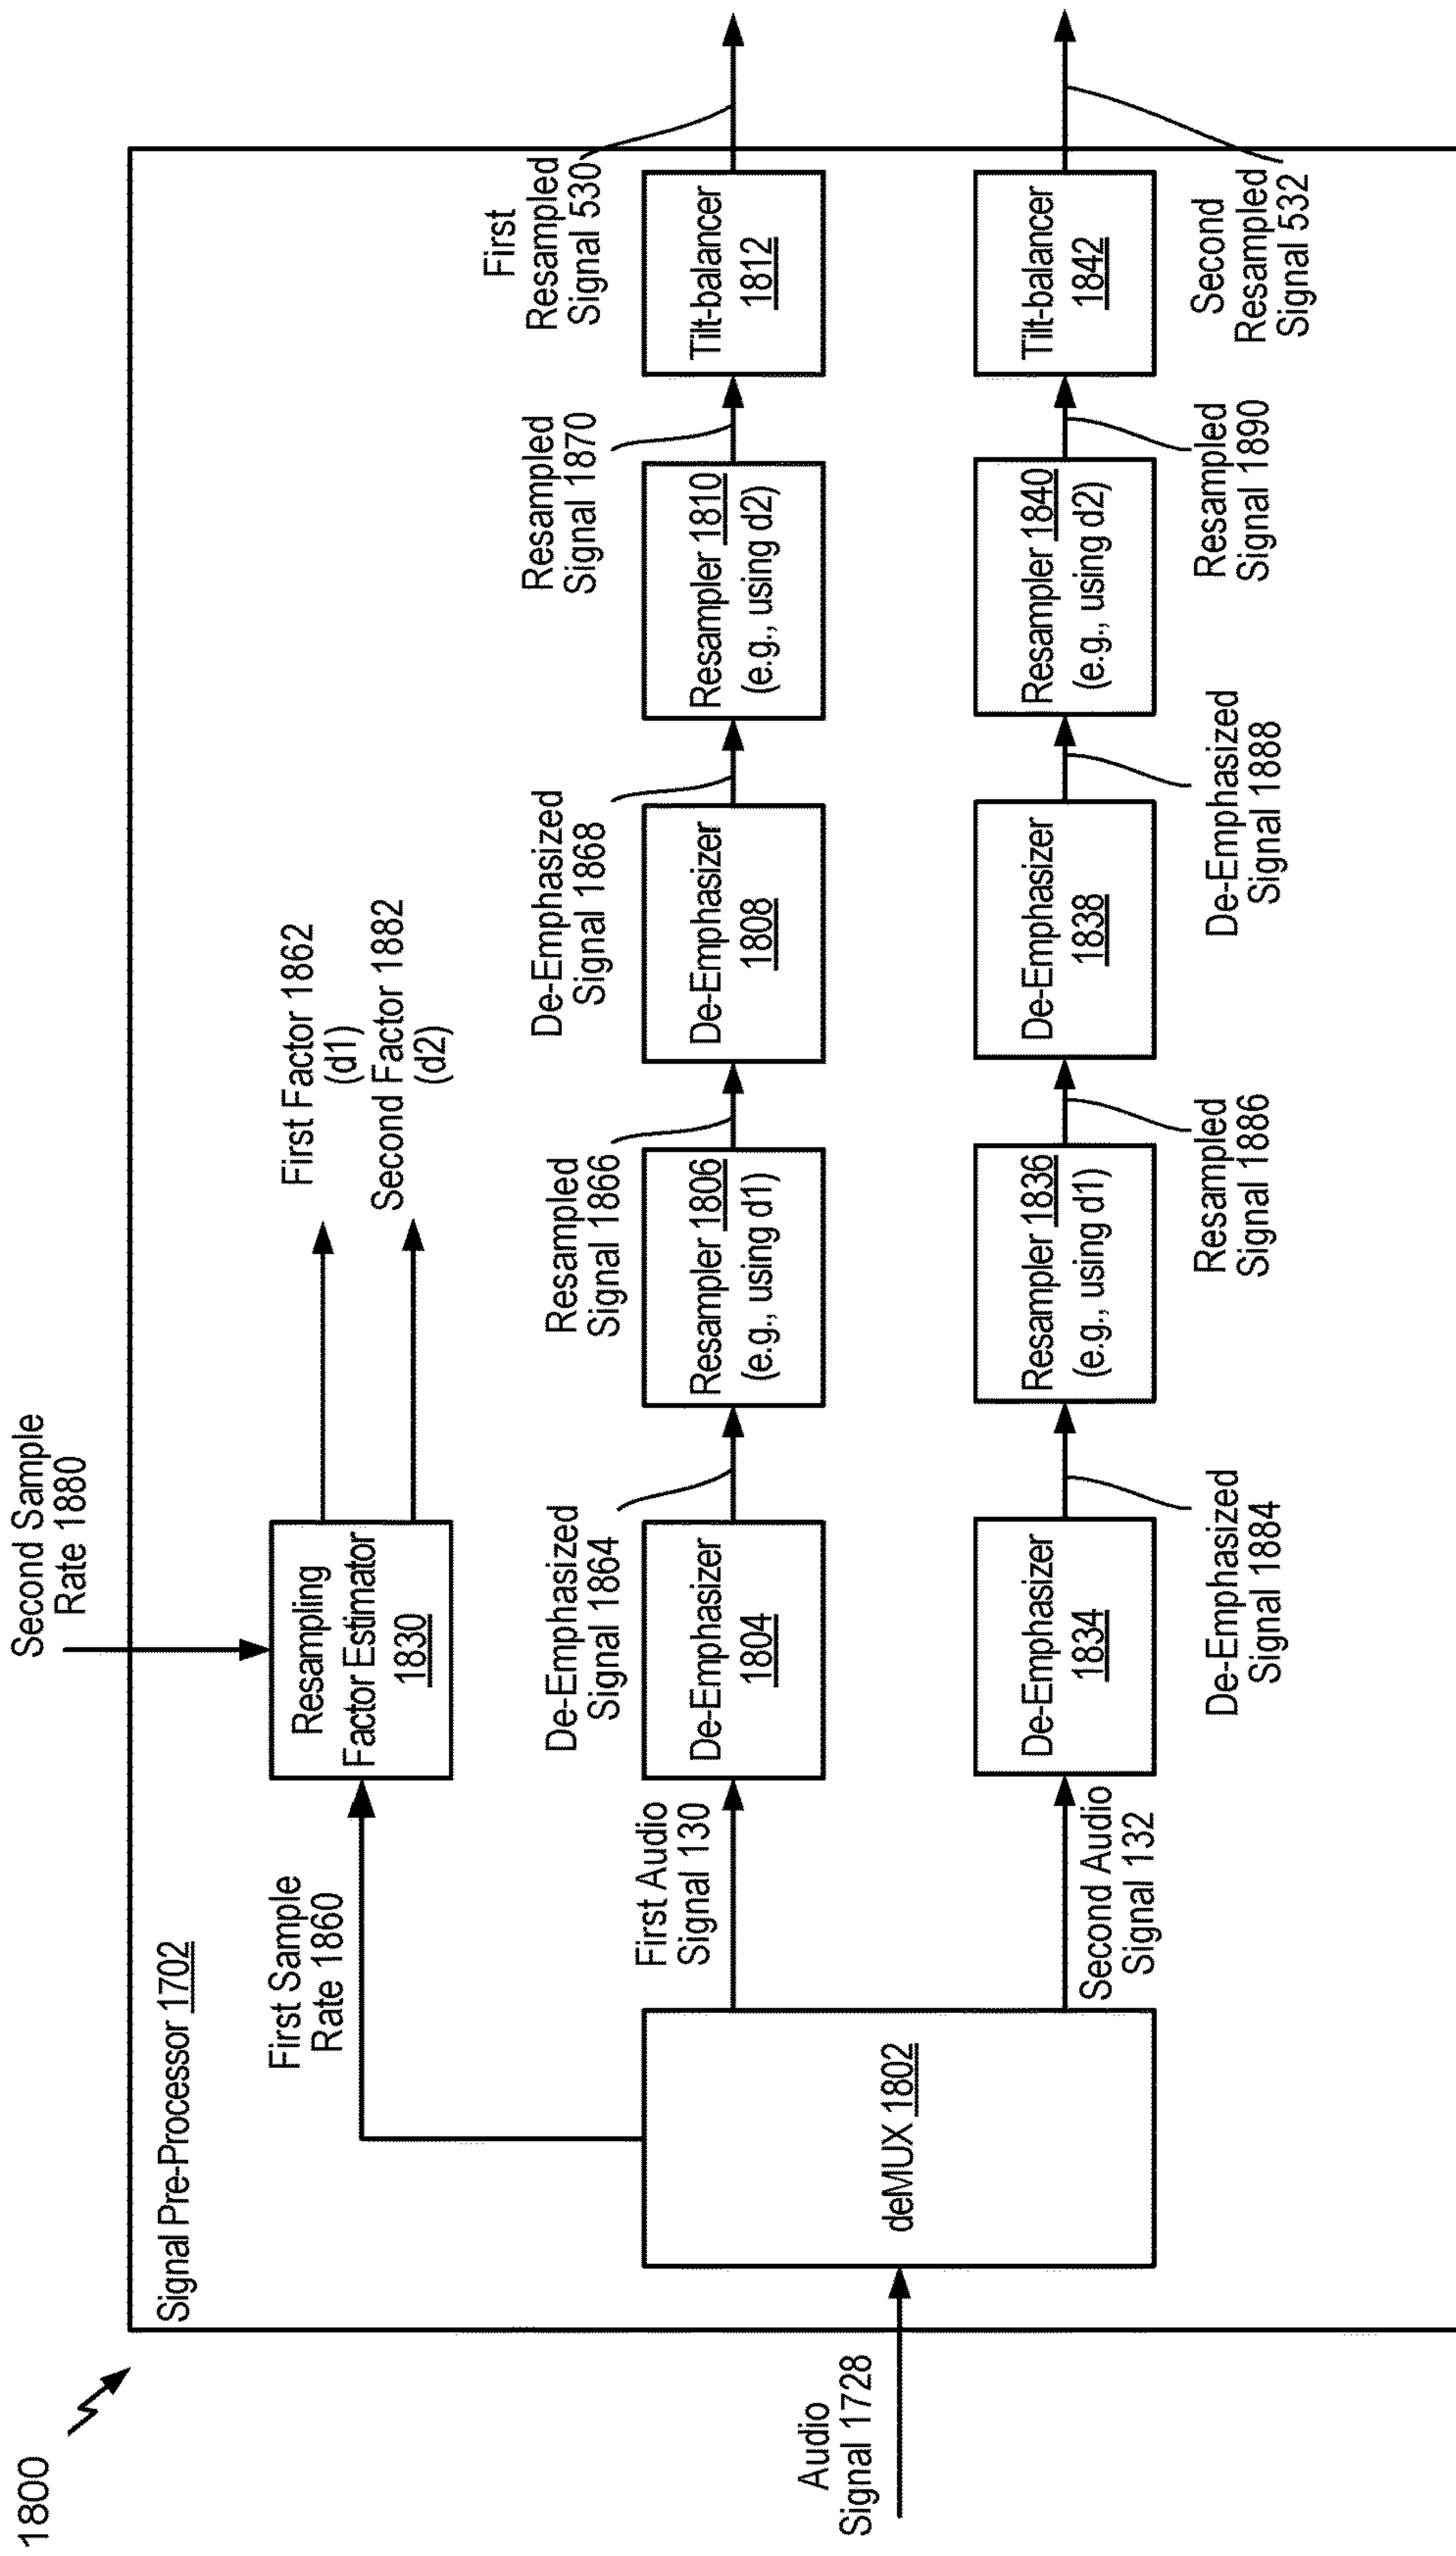 1800
Signal Pre-Processor 1702
Second Sample
Rate 1880
First Sample
Rate 1860
Resampling
Factor Estimator
1830
First Factor 1862
(d1)
Second Factor 1882
(d2)
Audio
Signal 1728
deMUX 1802
First Audio
Signal 130
De-Emphasizer
1804
De-Emphasized
Signal 1864
Resampler 1806
(e.g., using d1)
Resampled
Signal 1866
De-Emphasizer
1808
De-Emphasized
Signal 1868
Resampler 1810
(e.g., using d2)
Resampled
Signal 1870
Tilt-balancer
1812
First
Resampled
Signal 530
Second Audio
Signal 132
De-Emphasizer
1834
De-Emphasized
Signal 1884
Resampler 1836
(e.g., using d1)
Resampled
Signal 1886
De-Emphasizer
1838
De-Emphasized
Signal 1888
Resampler 1840
(e.g., using d2)
Resampled
Signal 1890
Tilt-balancer
1842
Second
Resampled
Signal 532